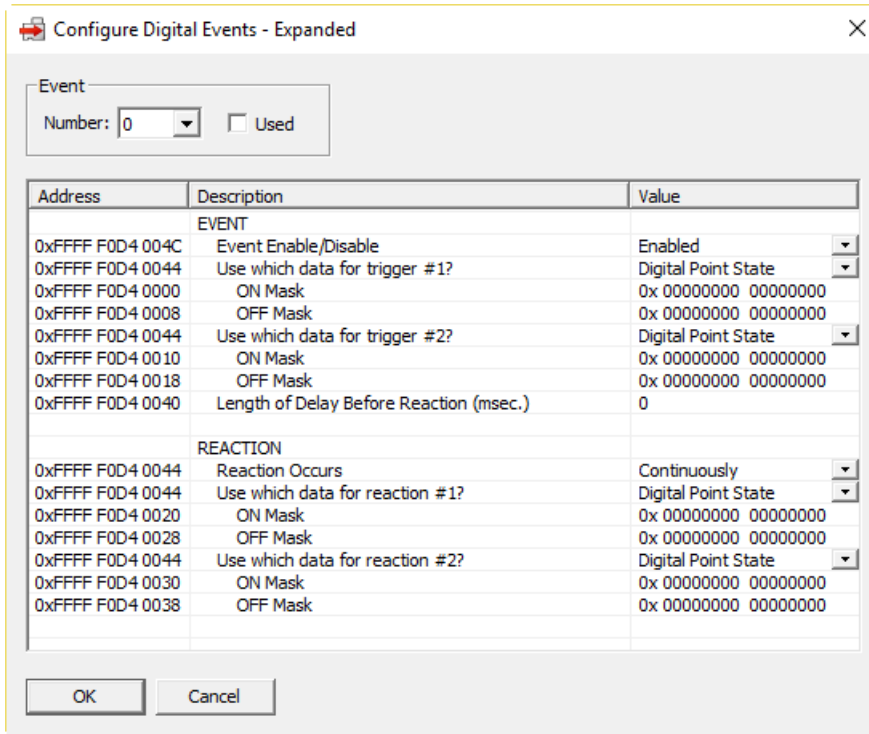 Configure Digital Events - Expanded
Event
Number: 0 Used
Address Description Value
EVENT
0xFFFF F0D4 004C Event Enable/Disable Enabled
0xFFFF F0D4 0044 Use which data for trigger #1? Digital Point State
0xFFFF F0D4 0000 ON Mask 0x 00000000 00000000
0xFFFF F0D4 0008 OFF Mask 0x 00000000 00000000
0xFFFF F0D4 0044 Use which data for trigger #2? Digital Point State
0xFFFF F0D4 0010 ON Mask 0x 00000000 00000000
0xFFFF F0D4 0018 OFF Mask 0x 00000000 00000000
0xFFFF F0D4 0040 Length of Delay Before Reaction (msec.) 0
REACTION
0xFFFF F0D4 0044 Reaction Occurs Continuously
0xFFFF F0D4 0044 Use which data for reaction #1? Digital Point State
0xFFFF F0D4 0020 ON Mask 0x 00000000 00000000
0xFFFF F0D4 0028 OFF Mask 0x 00000000 00000000
0xFFFF F0D4 0044 Use which data for reaction #2? Digital Point State
0xFFFF F0D4 0030 ON Mask 0x 00000000 00000000
0xFFFF F0D4 0038 OFF Mask 0x 00000000 00000000
OK Cancel